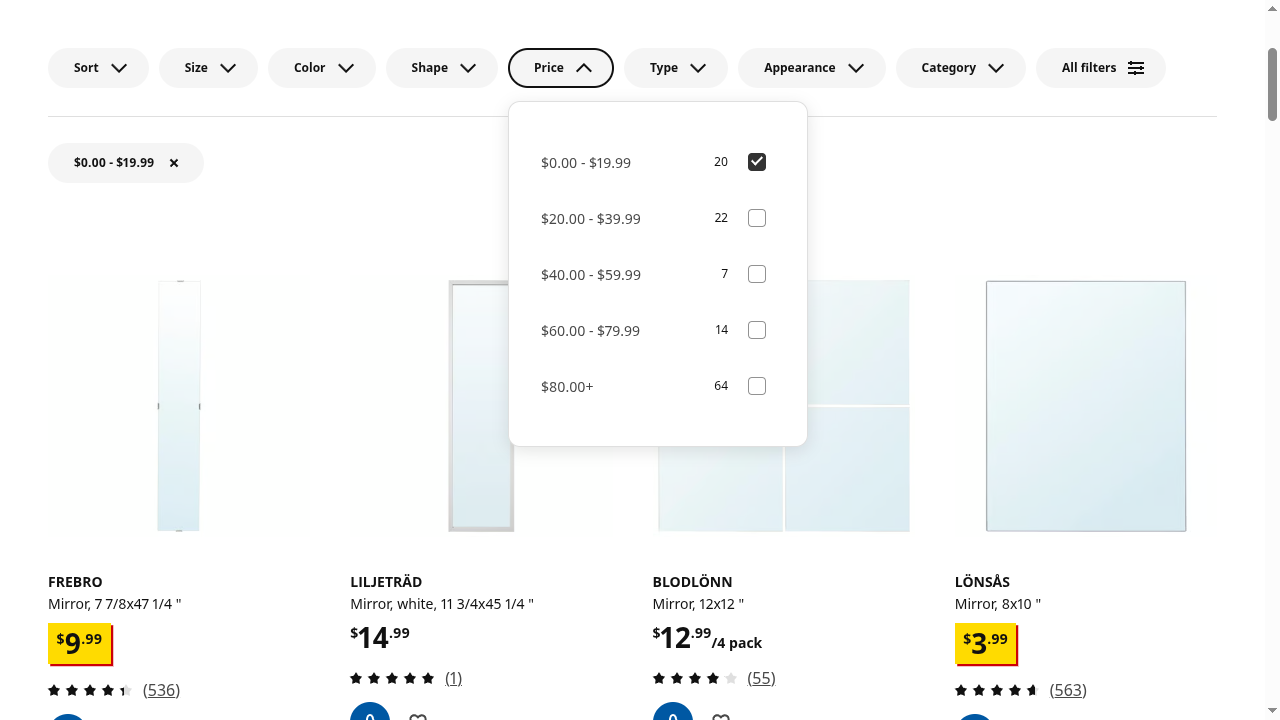 Sort
Size
Color
Shape
Price
Type
Appearance
Category
All filters
$0.00 - $19.99
$0.00 - $19.99 20
$20.00 - $39.99 22
$40.00 - $59.99 7
$60.00 - $79.99 14
$80.00+ 64
FREBRO
Mirror, 7 7/8x47 1/4 "
$9.99
(536)
LILJETRÄD
Mirror, white, 11 3/4x45 1/4 "
$14.99
(1)
BLODLÖNN
Mirror, 12x12 "
$12.99/4 pack
(55)
LÖNSÅS
Mirror, 8x10 "
$3.99
(563)